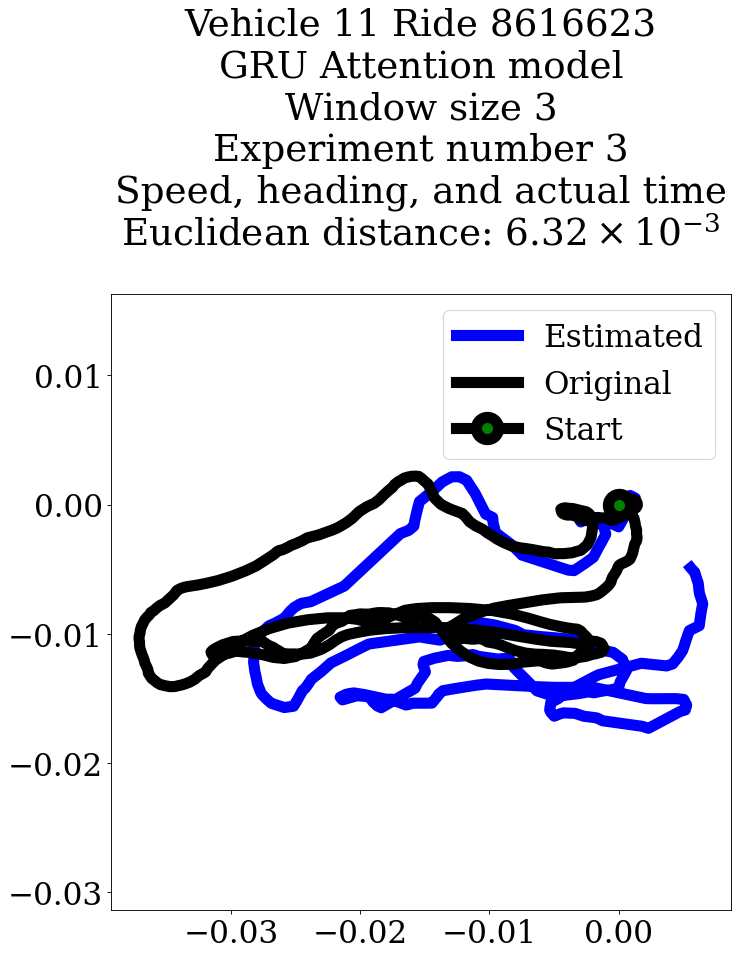 Vehicle 11 Ride 8616623
GRU Attention model
Window size 3
Experiment number 3
Speed, heading, and actual time
Euclidean distance: 6.32 × 10⁻³
Estimated
Original
Start
0.01
0.00
−0.01
−0.02
−0.03
−0.03 −0.02 −0.01 0.00